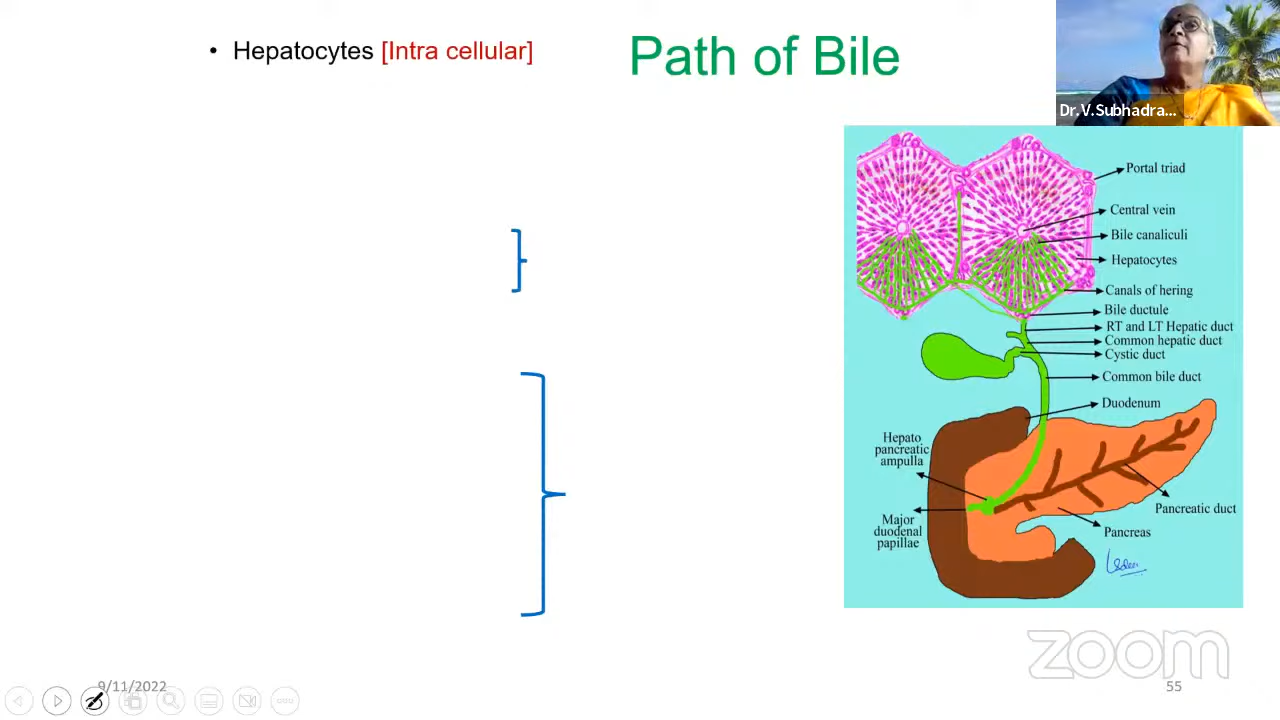 • Hepatocytes [Intra cellular]
Path of Bile
Dr.V.Subhadra...
Portal triad
Central vein
Bile canaliculi
Hepatocytes
Canals of hering
Bile ductule
RT and LT Hepatic duct
Common hepatic duct
Cystic duct
Common bile duct
Duodenum
Hepato
pancreatic
ampulla
Major
duodenal
papillae
Pancreatic duct
Pancreas
zoom
9/11/2022
55